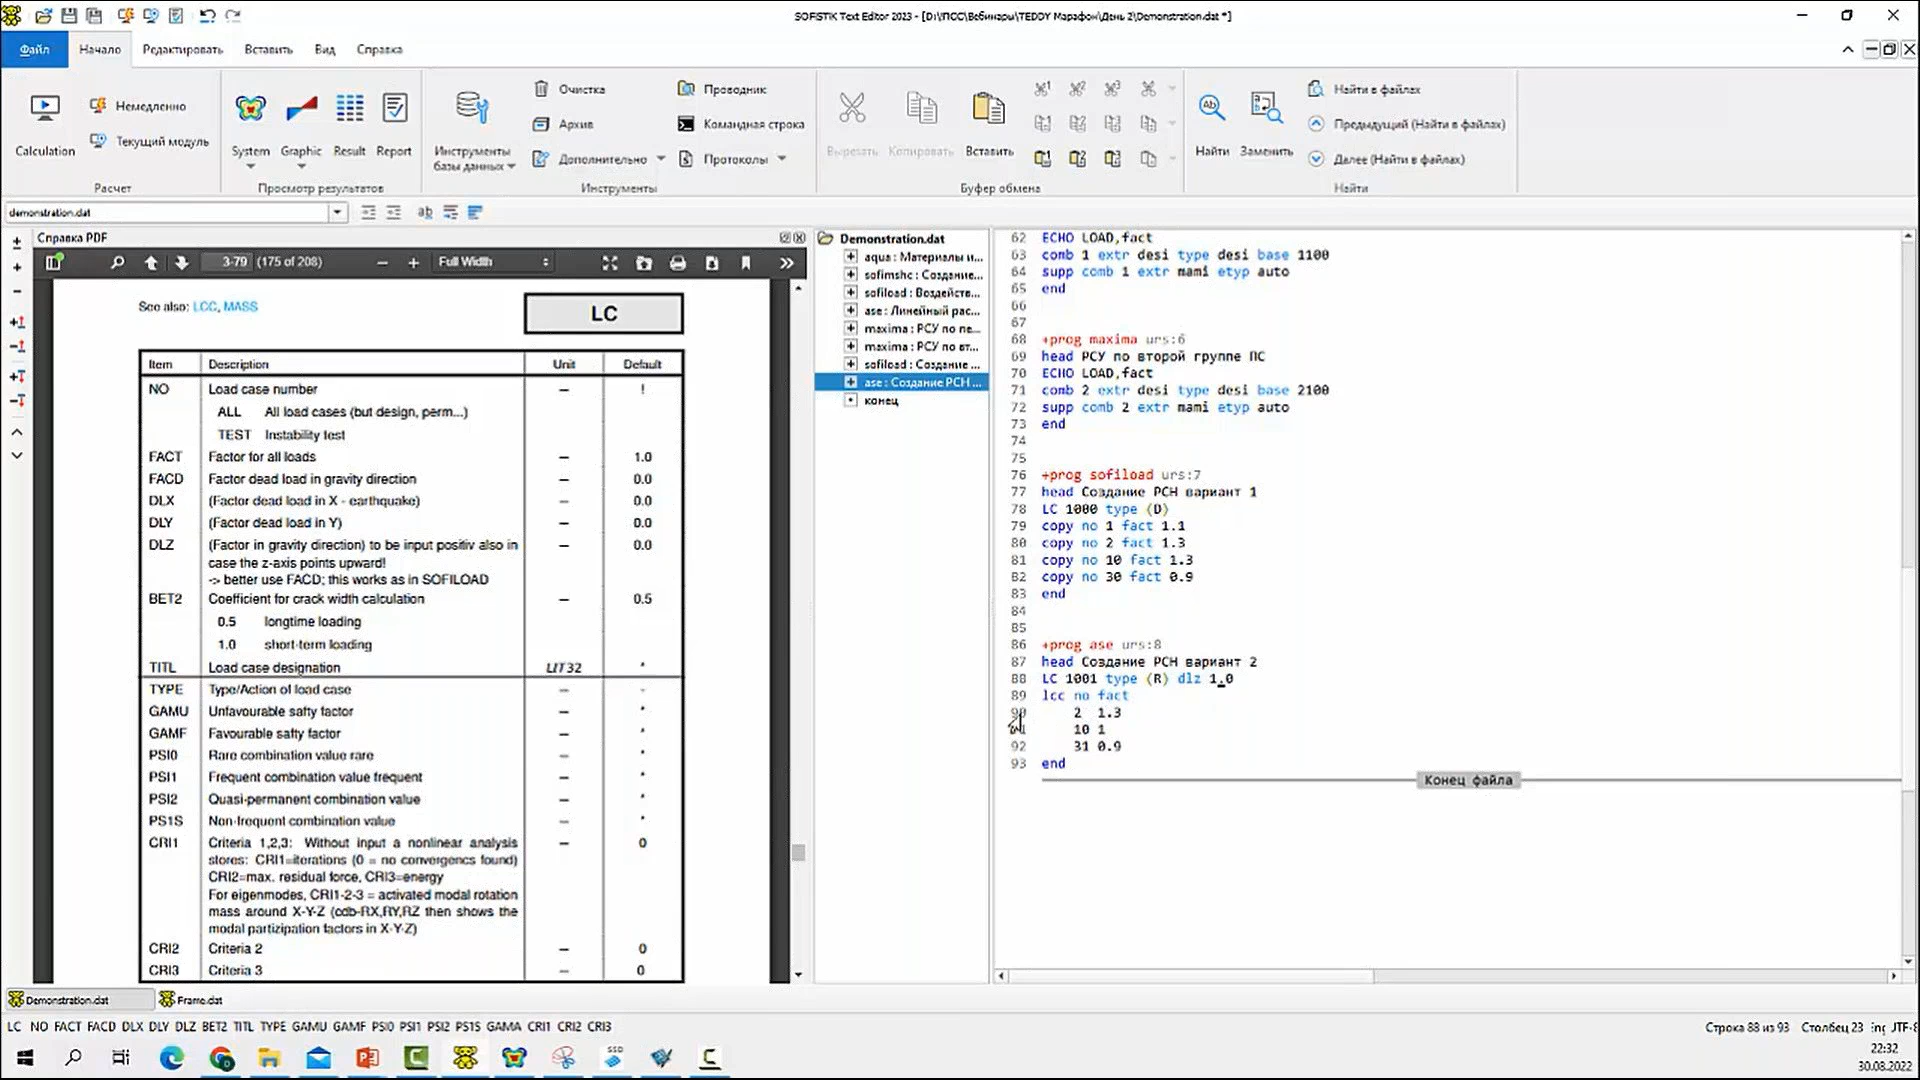 SOFiSTiK Text Editor 2023 - [D:\ПСС\Вебинары\TEDDY Марафон\День 2\Demonstration.dat *]
Файл Начало Редактировать Вставить Вид Справка
Calculation
Немедленно
Текущий модуль
Расчет
System Graphic Result Report
Просмотр результатов
Инструменты базы данных
Очистка
Архив
Дополнительно
Проводник
Командная строка
Протоколы
Инструменты
Вырезать Копировать Вставить
Буфер обмена
Найти Заменить
Найти в файлах
Предыдущий (Найти в файлах)
Далее (Найти в файлах)
Найти
demonstration.dat
Справка PDF
3-79 (175 of 208) Full Width
See also: LCC, MASS
LC
Item Description Unit Default
NO Load case number – !
ALL All load cases (but design, perm...)
TEST Instability test
FACT Factor for all loads – 1.0
FACD Factor dead load in gravity direction – 0.0
DLX (Factor dead load in X - earthquake) – 0.0
DLY (Factor dead load in Y) – 0.0
DLZ (Factor in gravity direction) to be input positiv also in – 0.0
case the z-axis points upward!
-> better use FACD; this works as in SOFILOAD
BET2 Coefficient for crack width calculation – 0.5
0.5 longtime loading
1.0 short-term loading
TITL Load case designation LIT32 *
TYPE Type/Action of load case – -
GAMU Unfavourable safty factor – *
GAMF Favourable safty factor – *
PSI0 Rare combination value rare – *
PSI1 Frequent combination value frequent – *
PSI2 Quasi-permanent combination value – *
PS1S Non-frequent combination value – *
CRI1 Criteria 1,2,3: Without input a nonlinear analysis – 0
stores: CRI1=iterations (0 = no convergencs found)
CRI2=max. residual force, CRI3=energy
For eigenmodes, CRI1-2-3 = activated modal rotation
mass around X-Y-Z (cdb-RX,RY,RZ then shows the
modal partizipation factors in X-Y-Z)
CRI2 Criteria 2 – 0
CRI3 Criteria 3 – 0
Demonstration.dat
aqua : Материалы и...
sofimshc : Создание...
sofiload : Воздейств...
ase : Линейный рас...
maxima : РСУ по пе...
maxima : РСУ по вт...
sofiload : Создание ...
ase : Создание РСН ...
конец
62 ECHO LOAD,fact
63 comb 1 extr desi type desi base 1100
64 supp comb 1 extr mami etyp auto
65 end
66
67
68 +prog maxima urs:6
69 head РСУ по второй группе ПС
70 ECHO LOAD,fact
71 comb 2 extr desi type desi base 2100
72 supp comb 2 extr mami etyp auto
73 end
74
75
76 +prog sofiload urs:7
77 head Создание РСН вариант 1
78 LC 1000 type (D)
79 copy no 1 fact 1.1
80 copy no 2 fact 1.3
81 copy no 10 fact 1.3
82 copy no 30 fact 0.9
83 end
84
85
86 +prog ase urs:8
87 head Создание РСН вариант 2
88 LC 1001 type (R) dlz 1.0
89 lcc no fact
90 2 1.3
91 10 1
92 31 0.9
93 end
Конец файла
Demonstration.dat Frame.dat
LC NO FACT FACD DLX DLY DLZ BET2 TITL TYPE GAMU GAMF PSI0 PSI1 PSI2 PS1S GAMA CRI1 CRI2 CRI3
Строка 88 из 93 Столбец 23 UTF-8
SSD
22:32
30.08.2022